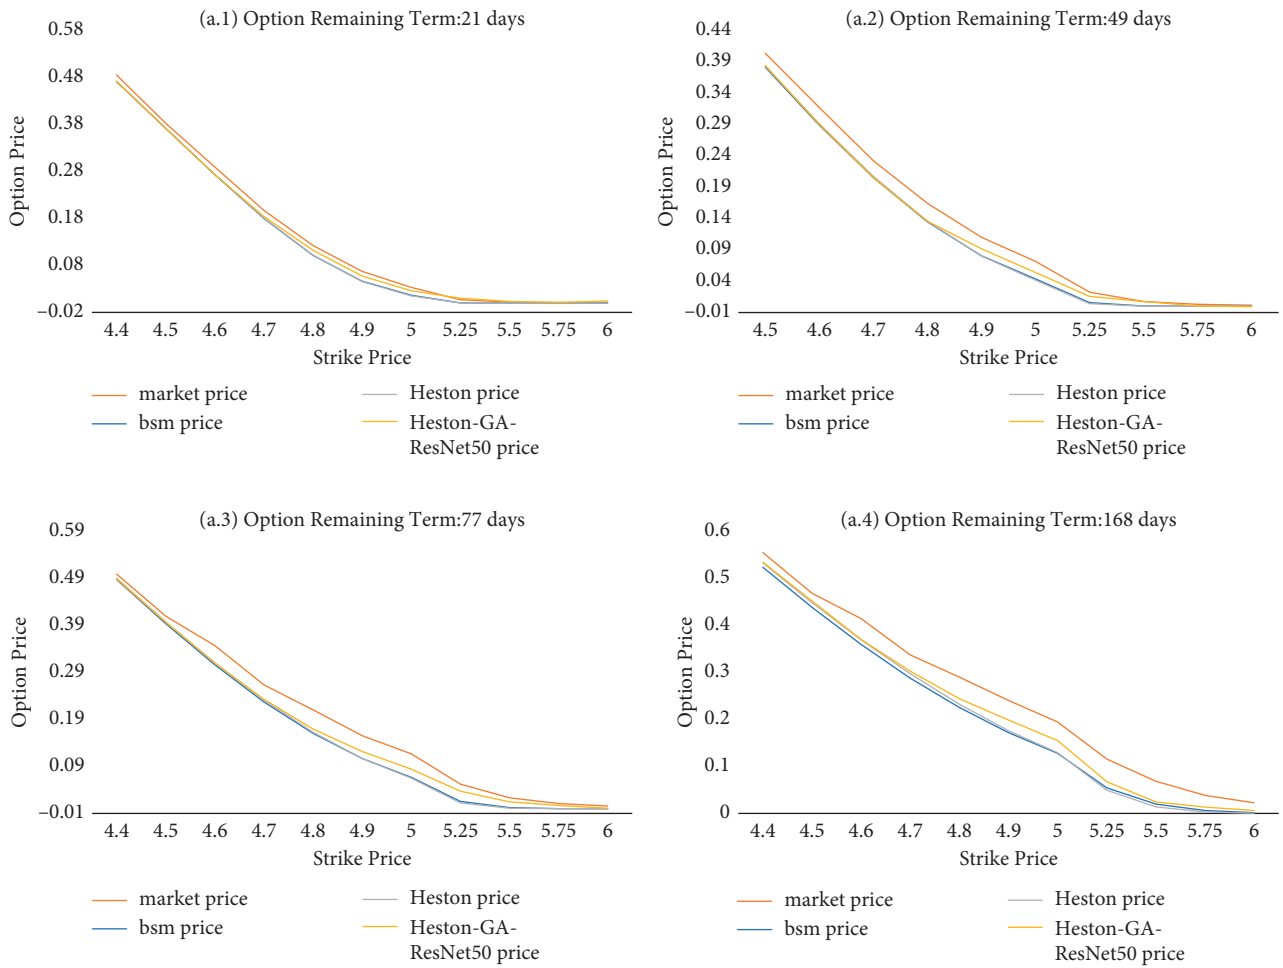 (a.1) Option Remaining Term:21 days
0.58
0.48
0.38
0.28
0.18
0.08
–0.02
Option Price
4.4 4.5 4.6 4.7 4.8 4.9 5 5.25 5.5 5.75 6
Strike Price
market price
bsm price
Heston price
Heston-GA-
ResNet50 price
(a.2) Option Remaining Term:49 days
0.44
0.39
0.34
0.29
0.24
0.19
0.14
0.09
0.04
–0.01
Option Price
4.5 4.6 4.7 4.8 4.9 5 5.25 5.5 5.75 6
Strike Price
market price
bsm price
Heston price
Heston-GA-
ResNet50 price
(a.3) Option Remaining Term:77 days
0.59
0.49
0.39
0.29
0.19
0.09
–0.01
Option Price
4.4 4.5 4.6 4.7 4.8 4.9 5 5.25 5.5 5.75 6
Strike Price
market price
bsm price
Heston price
Heston-GA-
ResNet50 price
(a.4) Option Remaining Term:168 days
0.6
0.5
0.4
0.3
0.2
0.1
0
Option Price
4.4 4.5 4.6 4.7 4.8 4.9 5 5.25 5.5 5.75 6
Strike Price
market price
bsm price
Heston price
Heston-GA-
ResNet50 price